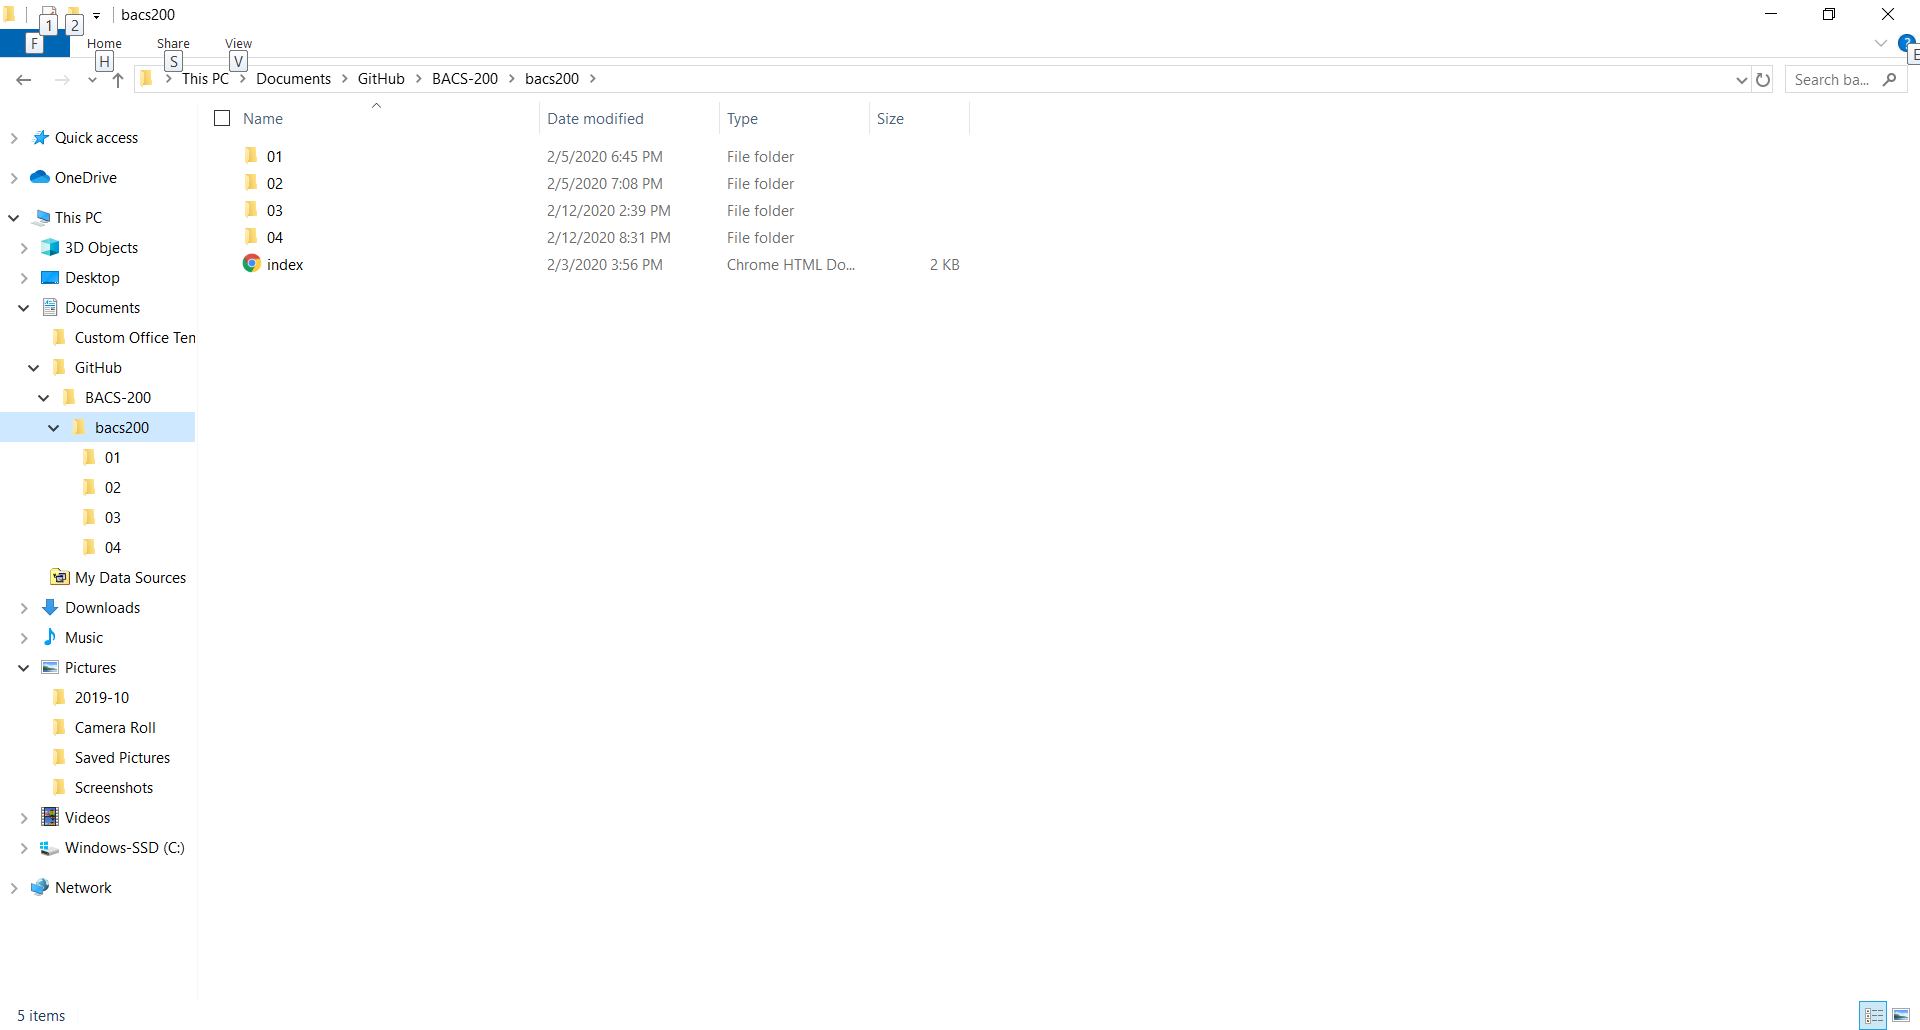 1 2 bacs200
F Home Share View ?
H S V E
This PC Documents GitHub BACS-200 bacs200 Search ba...
Name Date modified Type Size
01 2/5/2020 6:45 PM File folder
02 2/5/2020 7:08 PM File folder
03 2/12/2020 2:39 PM File folder
04 2/12/2020 8:31 PM File folder
index 2/3/2020 3:56 PM Chrome HTML Do... 2 KB
Quick access
OneDrive
This PC
3D Objects
Desktop
Documents
Custom Office Ten
GitHub
BACS-200
bacs200
01
02
03
04
My Data Sources
Downloads
Music
Pictures
2019-10
Camera Roll
Saved Pictures
Screenshots
Videos
Windows-SSD (C:)
Network
5 items